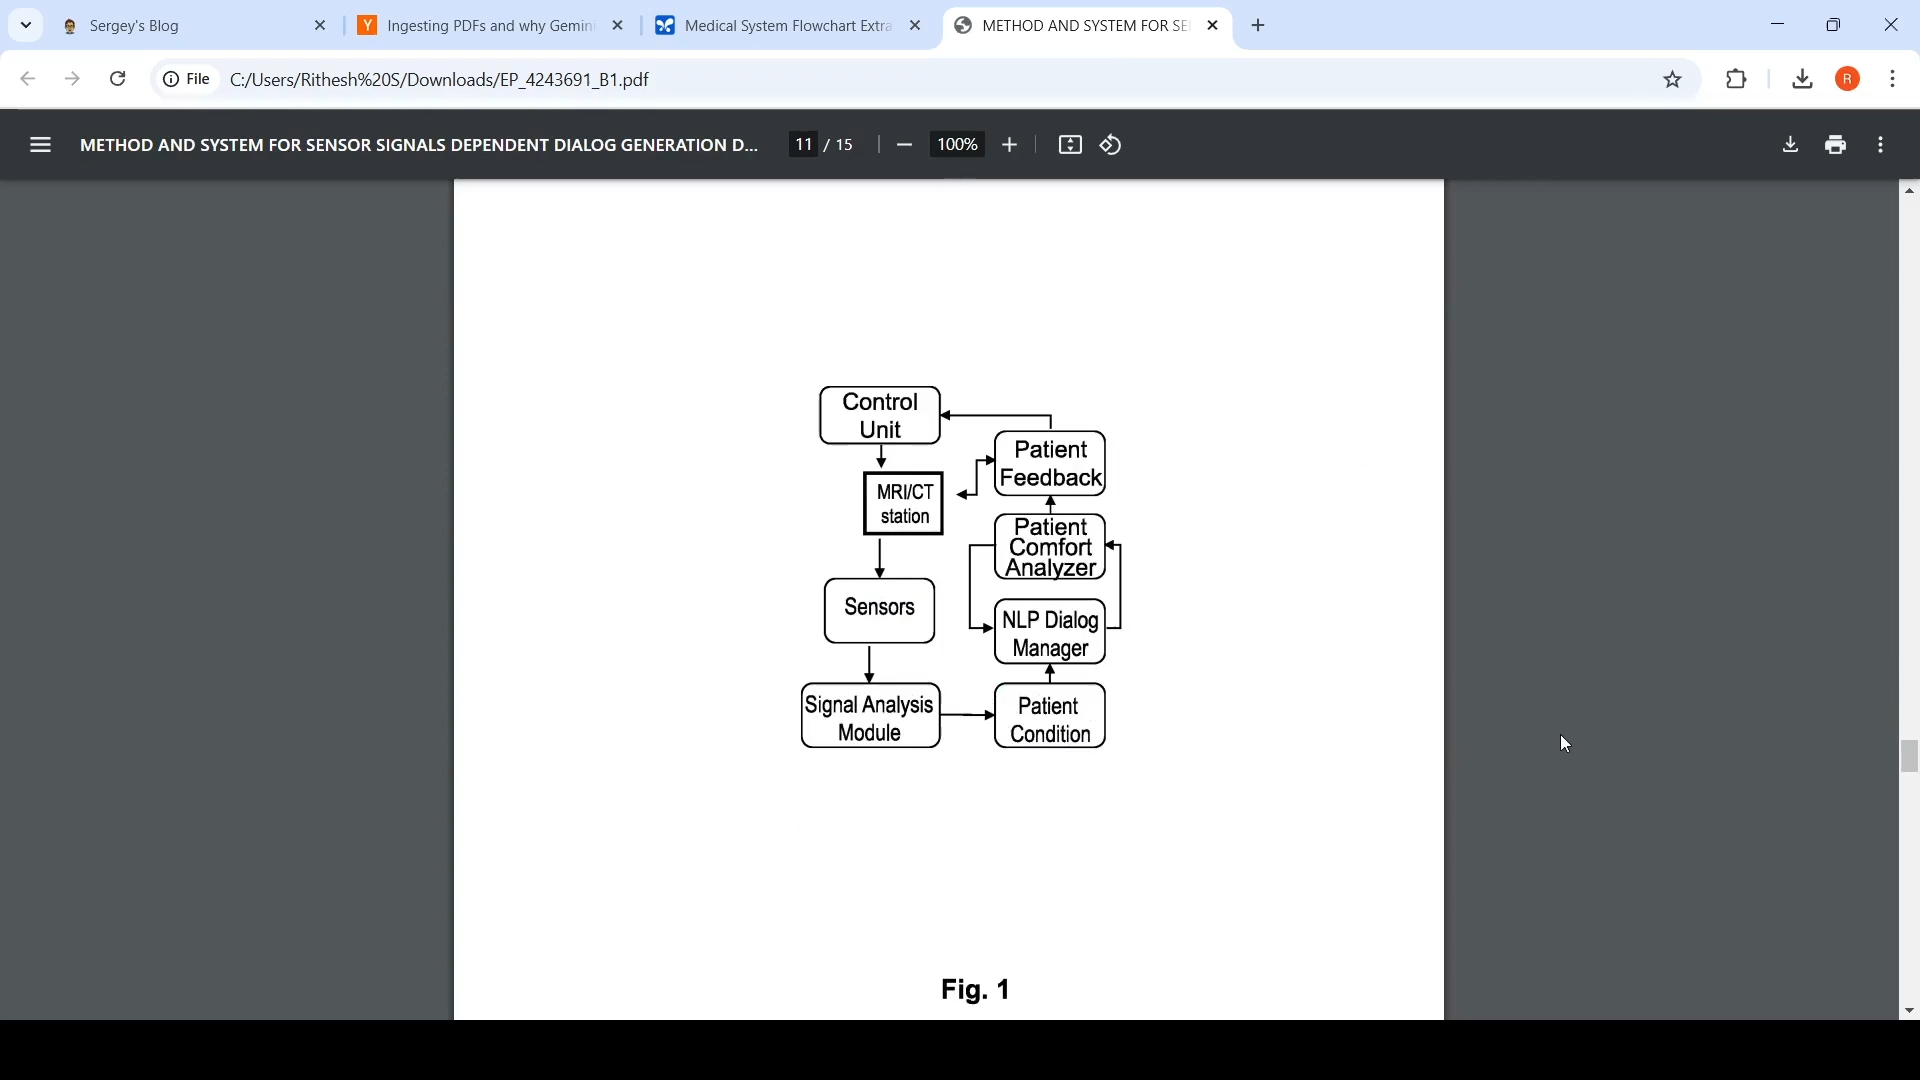 Sergey's Blog
Ingesting PDFs and why Gemini
Medical System Flowchart Extra
METHOD AND SYSTEM FOR SE
File
C:/Users/Rithesh%20S/Downloads/EP_4243691_B1.pdf
R
METHOD AND SYSTEM FOR SENSOR SIGNALS DEPENDENT DIALOG GENERATION D...
11 / 15
100%
Control
Unit
Patient
Feedback
MRI/CT
station
Patient
Comfort
Analyzer
Sensors
NLP Dialog
Manager
Signal Analysis
Module
Patient
Condition
Fig. 1